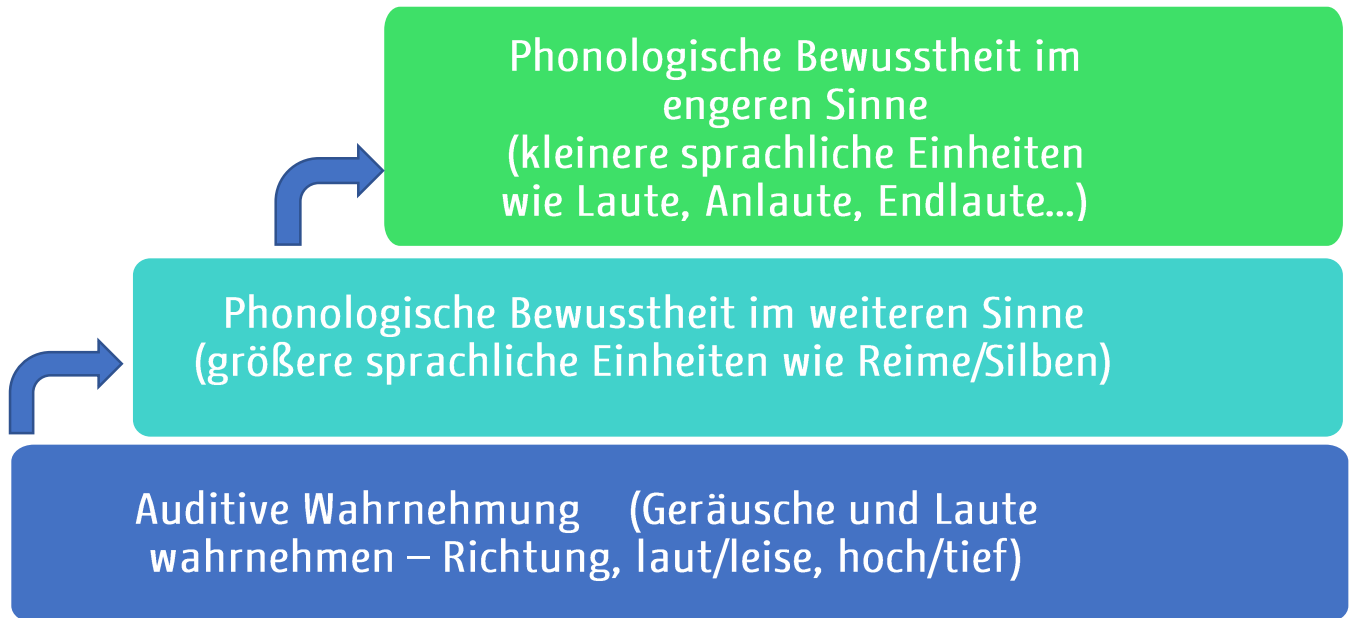 Phonologische Bewusstheit im
engeren Sinne
(kleinere sprachliche Einheiten
wie Laute, Anlaute, Endlaute...)
Phonologische Bewusstheit im weiteren Sinne
(größere sprachliche Einheiten wie Reime/Silben)
Auditive Wahrnehmung (Geräusche und Laute
wahrnehmen – Richtung, laut/leise, hoch/tief)